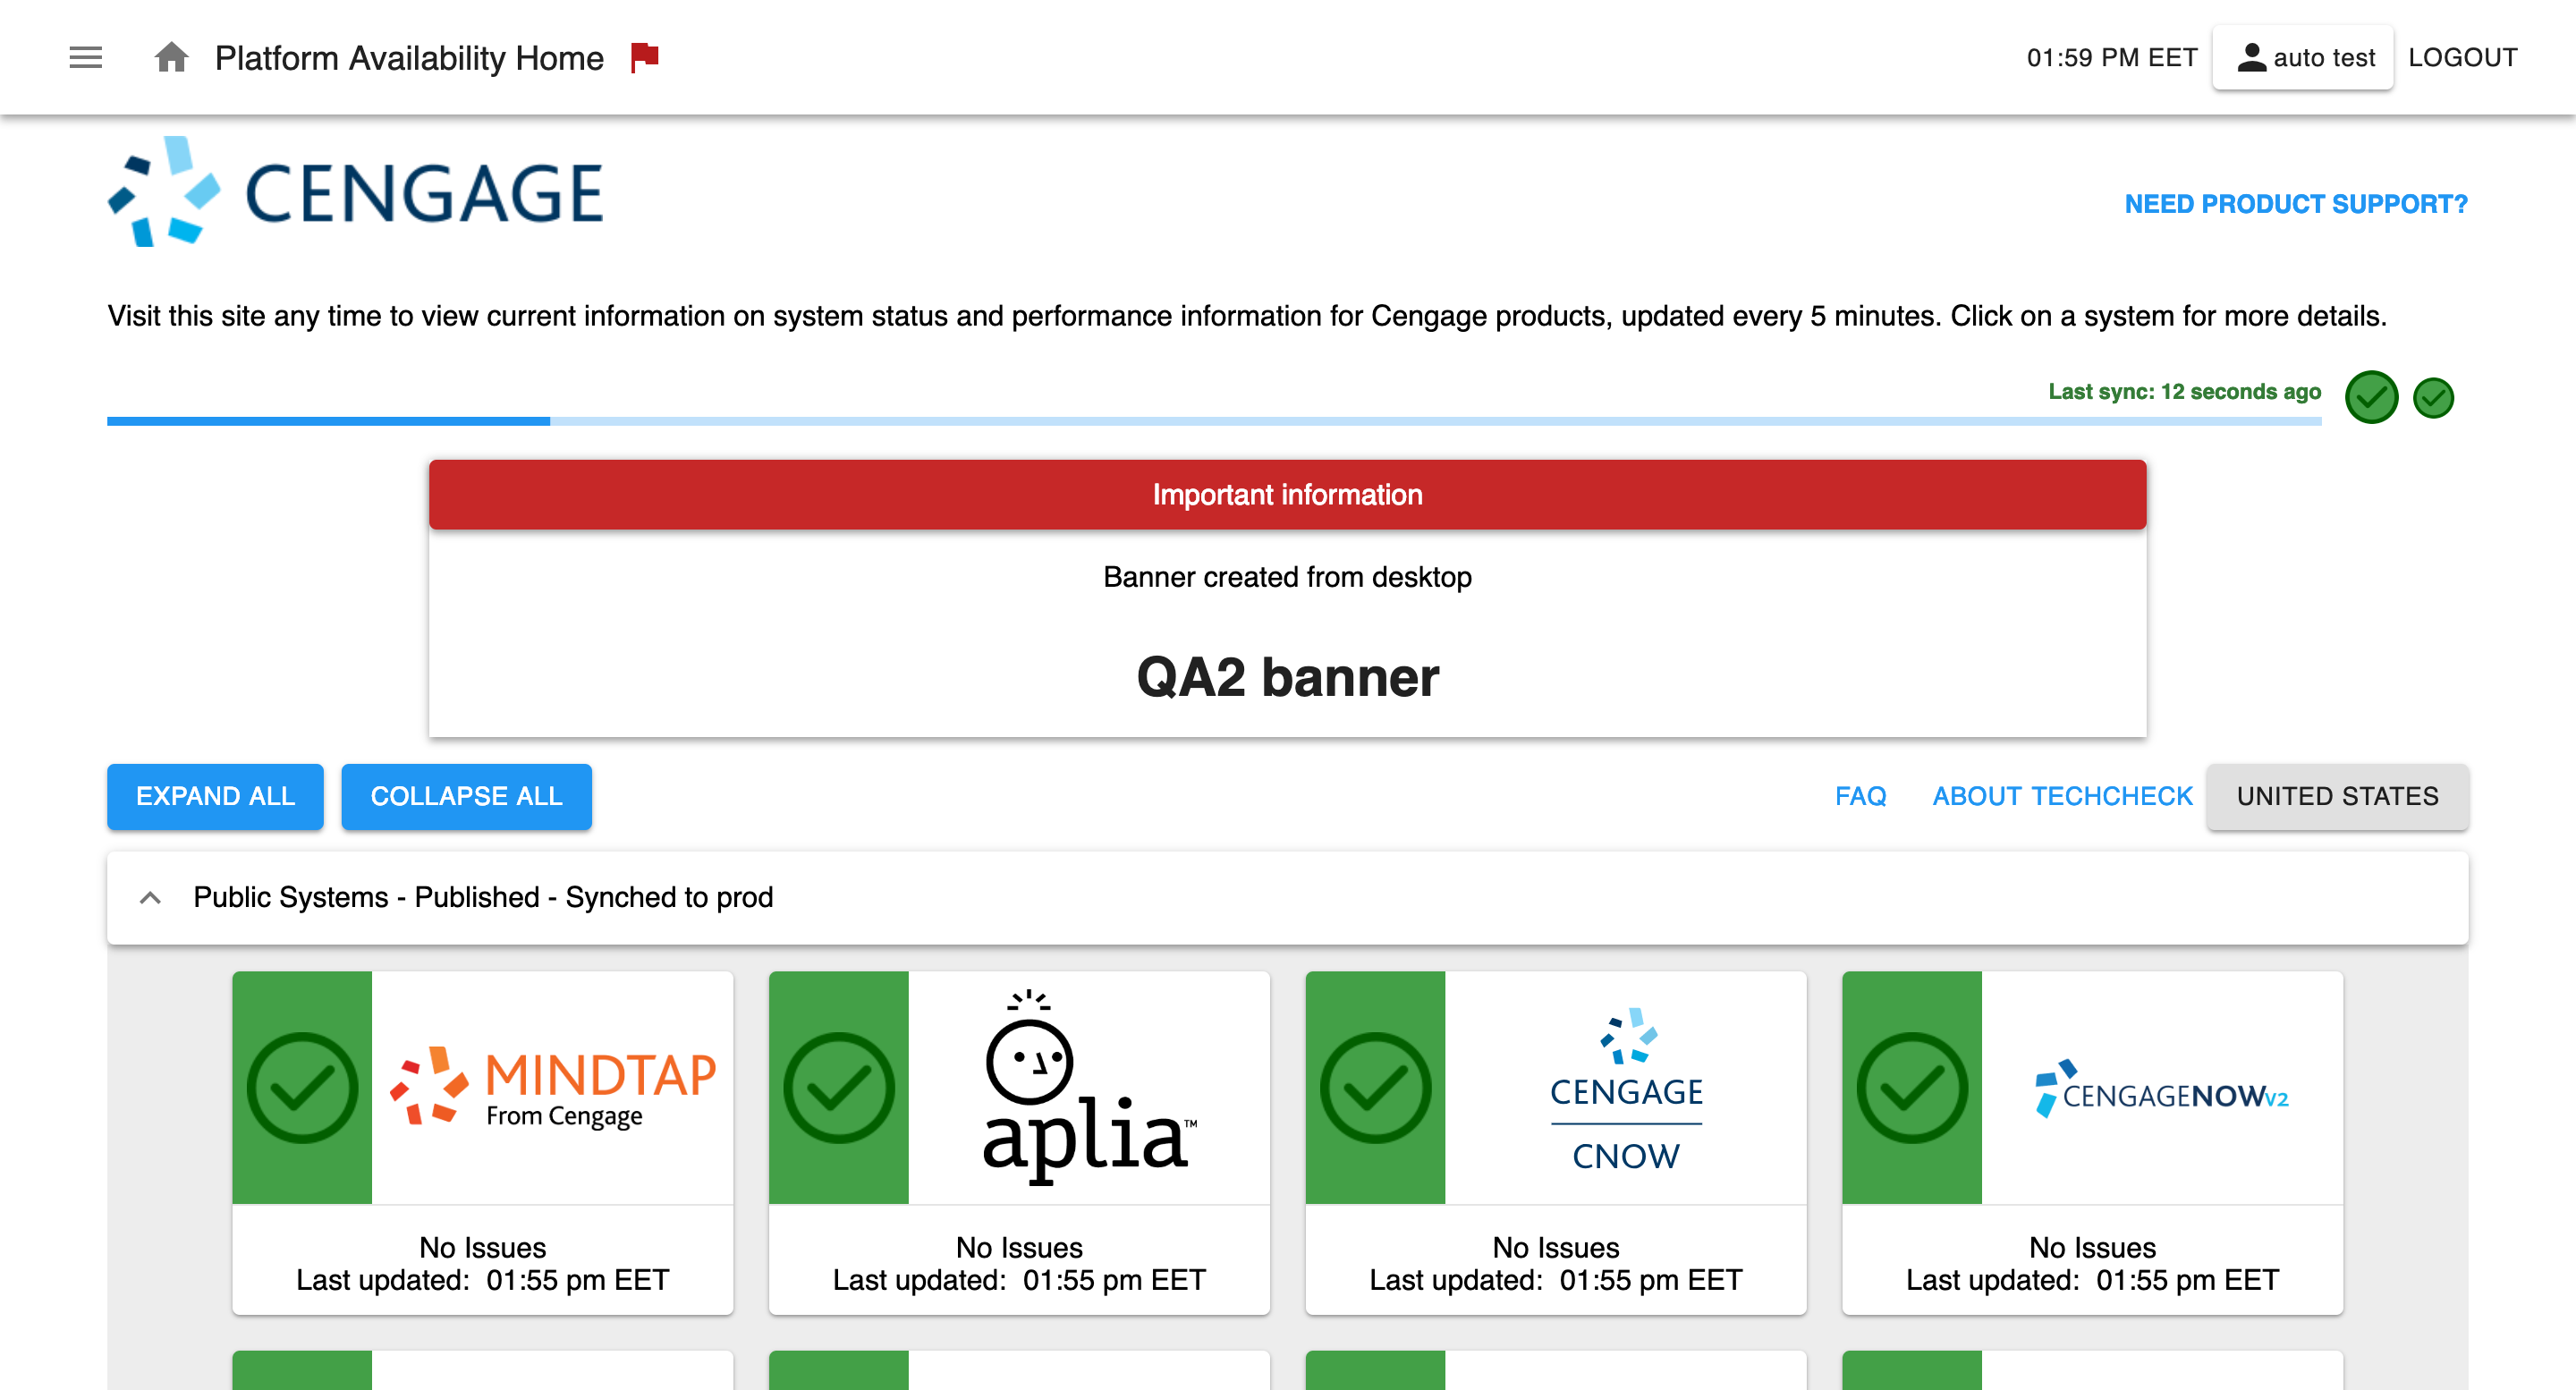 Platform Availability Home
01:59 PM EET
auto test
LOGOUT
CENGAGE
NEED PRODUCT SUPPORT?
Visit this site any time to view current information on system status and performance information for Cengage products, updated every 5 minutes. Click on a system for more details.
Last sync: 12 seconds ago
Important information
Banner created from desktop
QA2 banner
EXPAND ALL
COLLAPSE ALL
FAQ
ABOUT TECHCHECK
UNITED STATES
Public Systems - Published - Synched to prod
MINDTAP
From Cengage
No Issues
Last updated: 01:55 pm EET
aplia™
No Issues
Last updated: 01:55 pm EET
CENGAGE
CNOW
No Issues
Last updated: 01:55 pm EET
CENGAGENOWV2
No Issues
Last updated: 01:55 pm EET